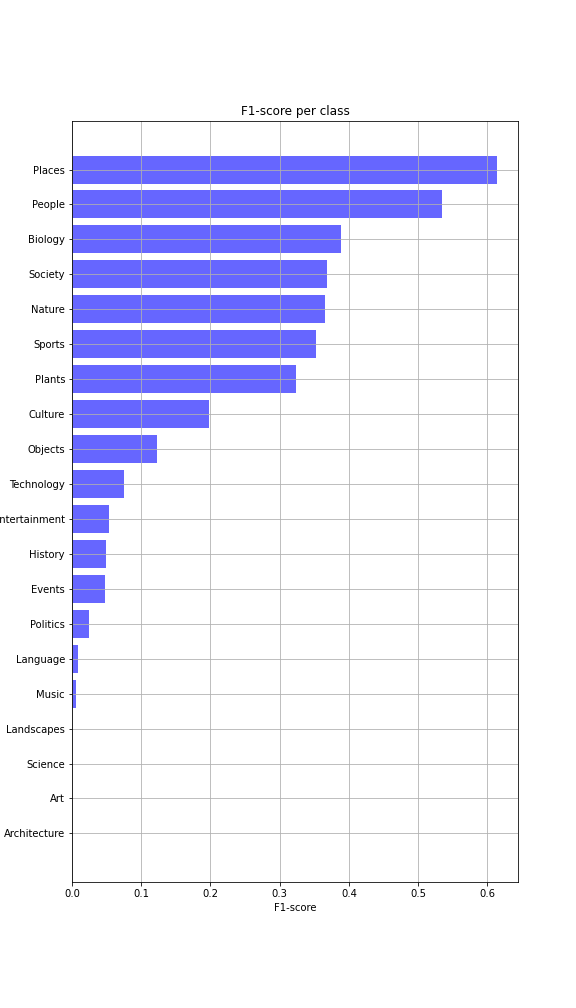 F1-score per class
Places
People
Biology
Society
Nature
Sports
Plants
Culture
Objects
Technology
ntertainment
History
Events
Politics
Language
Music
Landscapes
Science
Art
Architecture
0.0 0.1 0.2 0.3 0.4 0.5 0.6
F1-score